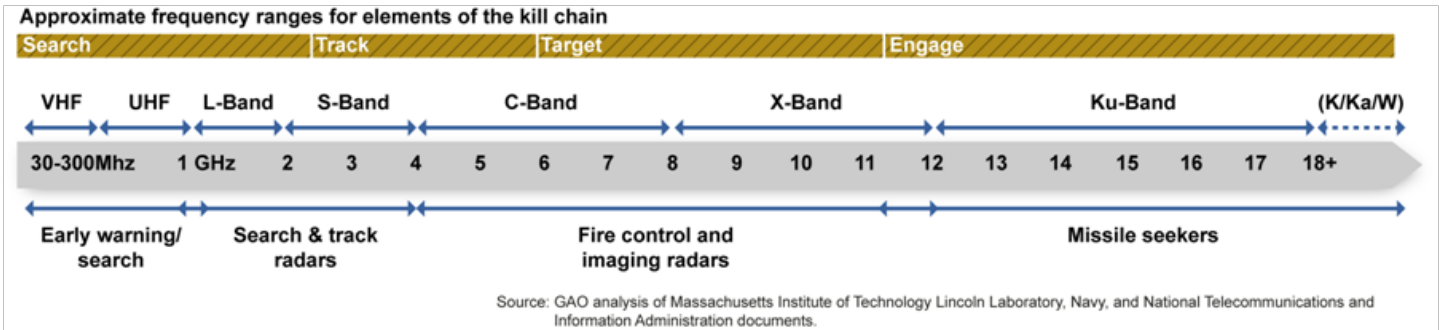 Approximate frequency ranges for elements of the kill chain
Search Track Target Engage
VHF UHF L-Band S-Band C-Band X-Band Ku-Band (K/Ka/W)
30-300Mhz 1 GHz 2 3 4 5 6 7 8 9 10 11 12 13 14 15 16 17 18+
Early warning/
search
Search & track
radars
Fire control and
imaging radars
Missile seekers
Source: GAO analysis of Massachusetts Institute of Technology Lincoln Laboratory, Navy, and National Telecommunications and
Information Administration documents.